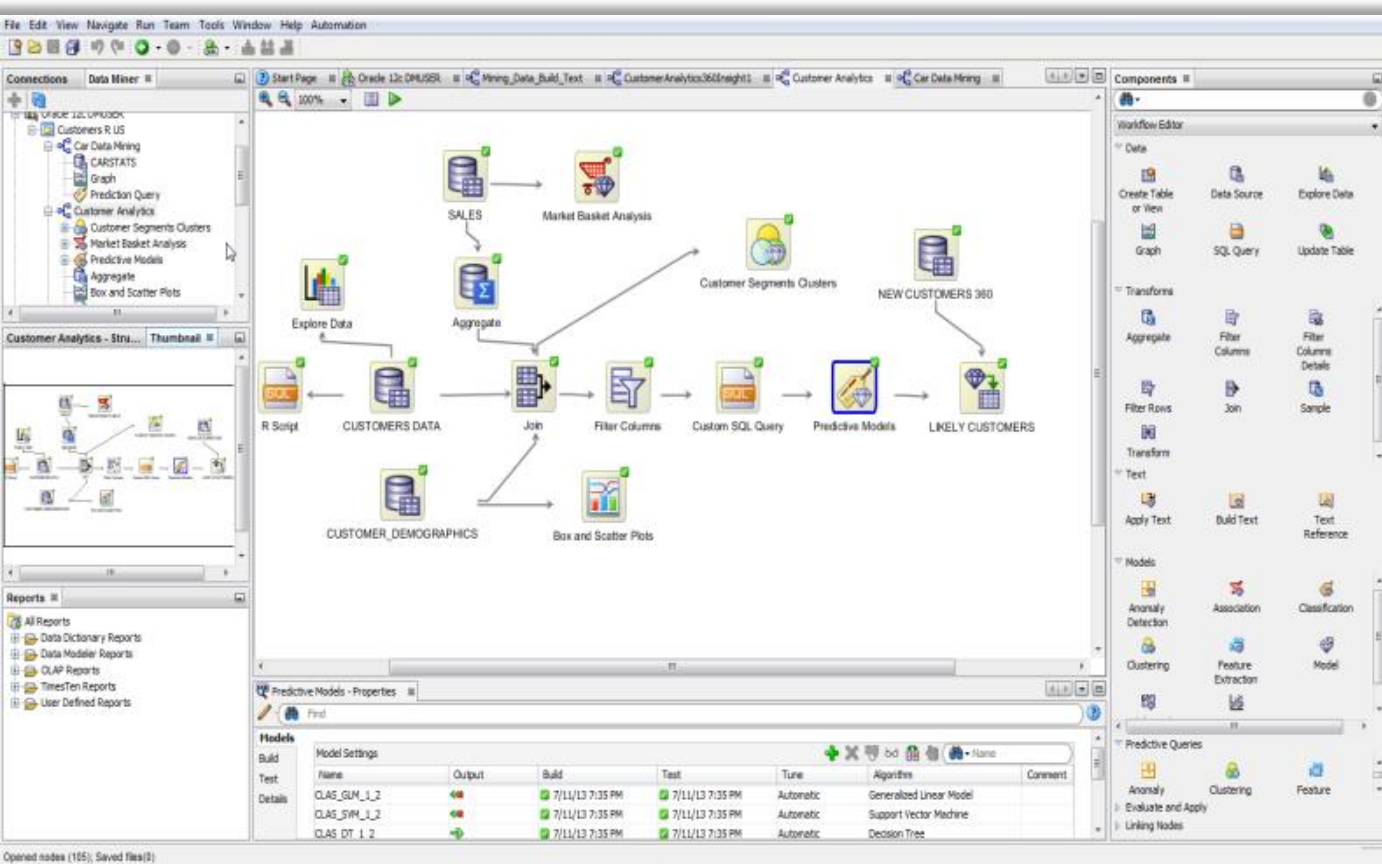 File Edit View Navigate Run Team Tools Window Help Automation
Connections
Data Miner
Oracle 12c DMUSER
Customers R US
Car Data Mining
CARSTATS
Graph
Prediction Query
Customer Analytics
Customer Segments Clusters
Market Basket Analysis
Predictive Models
Aggregate
Box and Scatter Plots
Customer Analytics - Stru...
Thumbnail
Reports
All Reports
Data Dictionary Reports
Data Modeler Reports
OLAP Reports
TimesTen Reports
User Defined Reports
Start Page
Oracle 12c DMUSER
Mining_Data_Build_Text
CustomerAnalytics360Insight1
Customer Analytics
Car Data Mining
100%
SALES
Market Basket Analysis
Customer Segments Clusters
NEW CUSTOMERS 360
Explore Data
Aggregate
SQL
R Script
CUSTOMERS DATA
Join
Filter Columns
SQL
Custom SQL Query
Predictive Models
LIKELY CUSTOMERS
CUSTOMER_DEMOGRAPHICS
Box and Scatter Plots
Predictive Models - Properties
Find
Models
Build
Test
Details
Model Settings
Name
Name Output Build Test Tune Algorithm Comment
CLAS_GLM_1_2 7/11/13 7:35 PM 7/11/13 7:35 PM Automatic Generalized Linear Model
CLAS_SVM_1_2 7/11/13 7:35 PM 7/11/13 7:35 PM Automatic Support Vector Machine
CLAS_DT_1_2 7/11/13 7:35 PM 7/11/13 7:35 PM Automatic Decision Tree
Components
Workflow Editor
Data
Create Table or View
Data Source
Explore Data
Graph
SQL Query
Update Table
Transforms
Aggregate
Filter Columns
Filter Columns Details
Filter Rows
Join
Sample
Transform
Text
Apply Text
Build Text
Text Reference
Models
Anomaly Detection
Association
Classification
Clustering
Feature Extraction
Model
Predictive Queries
Anomaly
Clustering
Feature
Evaluate and Apply
Linking Nodes
Opened nodes (105); Saved files(0)